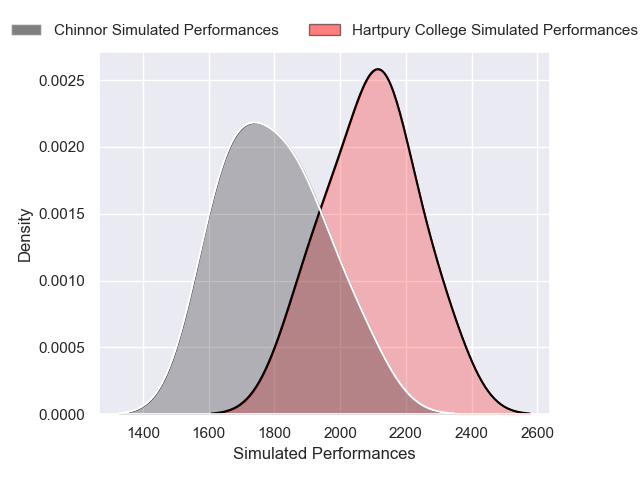 Chinnor Simulated Performances
Hartpury College Simulated Performances
0.0025
0.0020
0.0015
0.0010
0.0005
0.0000
Density
1400 1600 1800 2000 2200 2400 2600
Simulated Performances